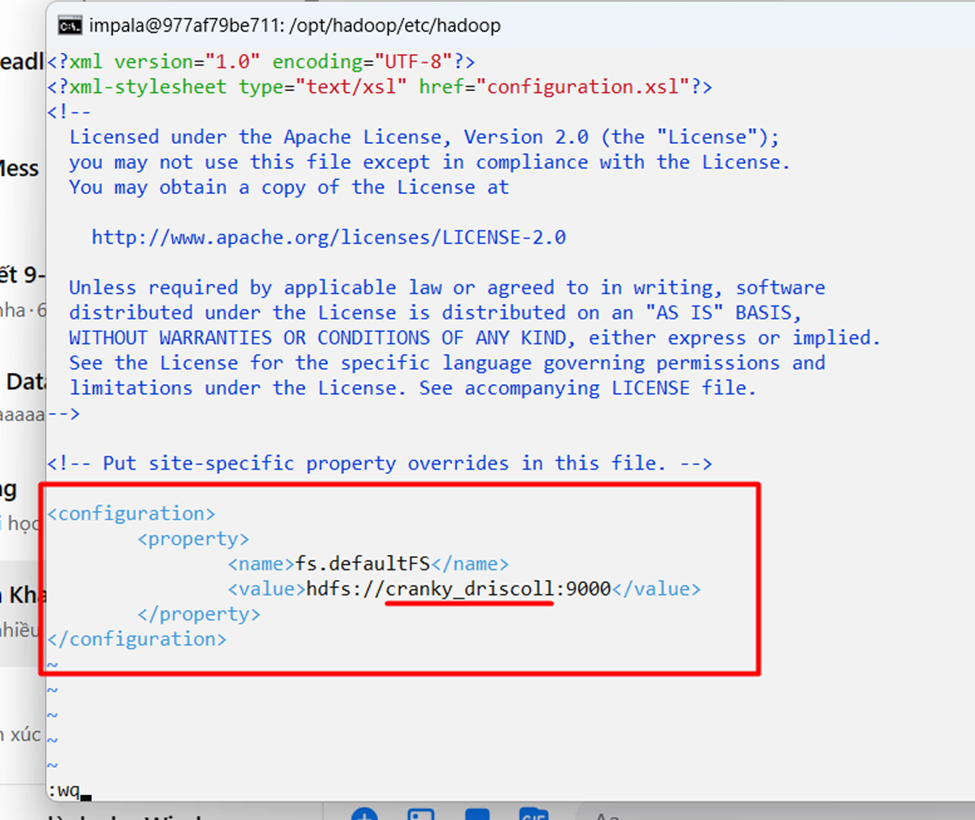 impala@977af79be711: /opt/hadoop/etc/hadoop
<?xml version="1.0" encoding="UTF-8"?>
<?xml-stylesheet type="text/xsl" href="configuration.xsl"?>
<!--
Licensed under the Apache License, Version 2.0 (the "License");
you may not use this file except in compliance with the License.
You may obtain a copy of the License at
http://www.apache.org/licenses/LICENSE-2.0
Unless required by applicable law or agreed to in writing, software
distributed under the License is distributed on an "AS IS" BASIS,
WITHOUT WARRANTIES OR CONDITIONS OF ANY KIND, either express or implied.
See the License for the specific language governing permissions and
limitations under the License. See accompanying LICENSE file.
-->
<!-- Put site-specific property overrides in this file. -->
<configuration>
<property>
<name>fs.defaultFS</name>
<value>hdfs://cranky_driscoll:9000</value>
</property>
</configuration>
~
~
~
~
~
:wq
eadl
Mess
ết 9-
nha · 6
Data
aaaaa
ng
i học
Kha
nhiều
xúc
GIF
Aa